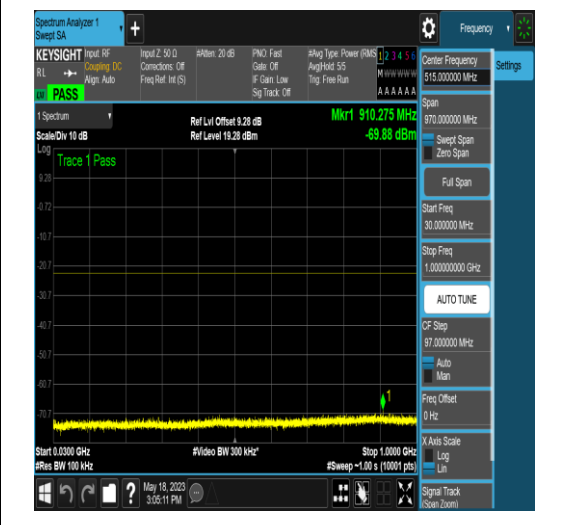 Spectrum Analyzer 1
Swept SA
Frequency
KEYSIGHT
RL
PASS
Input: RF
Coupling: DC
Align: Auto
Input Z: 50 Ω
Corrections: Off
Freq Ref: Int (S)
#Atten: 20 dB
PNO: Fast
Gate: Off
IF Gain: Low
Sig Track: Off
#Avg Type: Power (RMS
Avg|Hold: 5/5
Trig: Free Run
1 2 3 4 5 6
M W W W W W
A A A A A A
1 Spectrum
Scale/Div 10 dB
Ref Lvl Offset 9.28 dB
Ref Level 19.28 dBm
Mkr1 910.275 MHz
-69.88 dBm
Log
Trace 1 Pass
9.28
-0.72
-10.7
-20.7
-30.7
-40.7
-50.7
-60.7
-70.7
1
Start 0.0300 GHz
#Res BW 100 kHz
#Video BW 300 kHz*
Stop 1.0000 GHz
#Sweep ~1.00 s (10001 pts)
?
May 18, 2023
3:05:11 PM
Center Frequency
515.000000 MHz
Settings
Span
970.000000 MHz
Swept Span
Zero Span
Full Span
Start Freq
30.000000 MHz
Stop Freq
1.000000000 GHz
AUTO TUNE
CF Step
97.000000 MHz
Auto
Man
Freq Offset
0 Hz
X Axis Scale
Log
Lin
Signal Track
(Span Zoom)